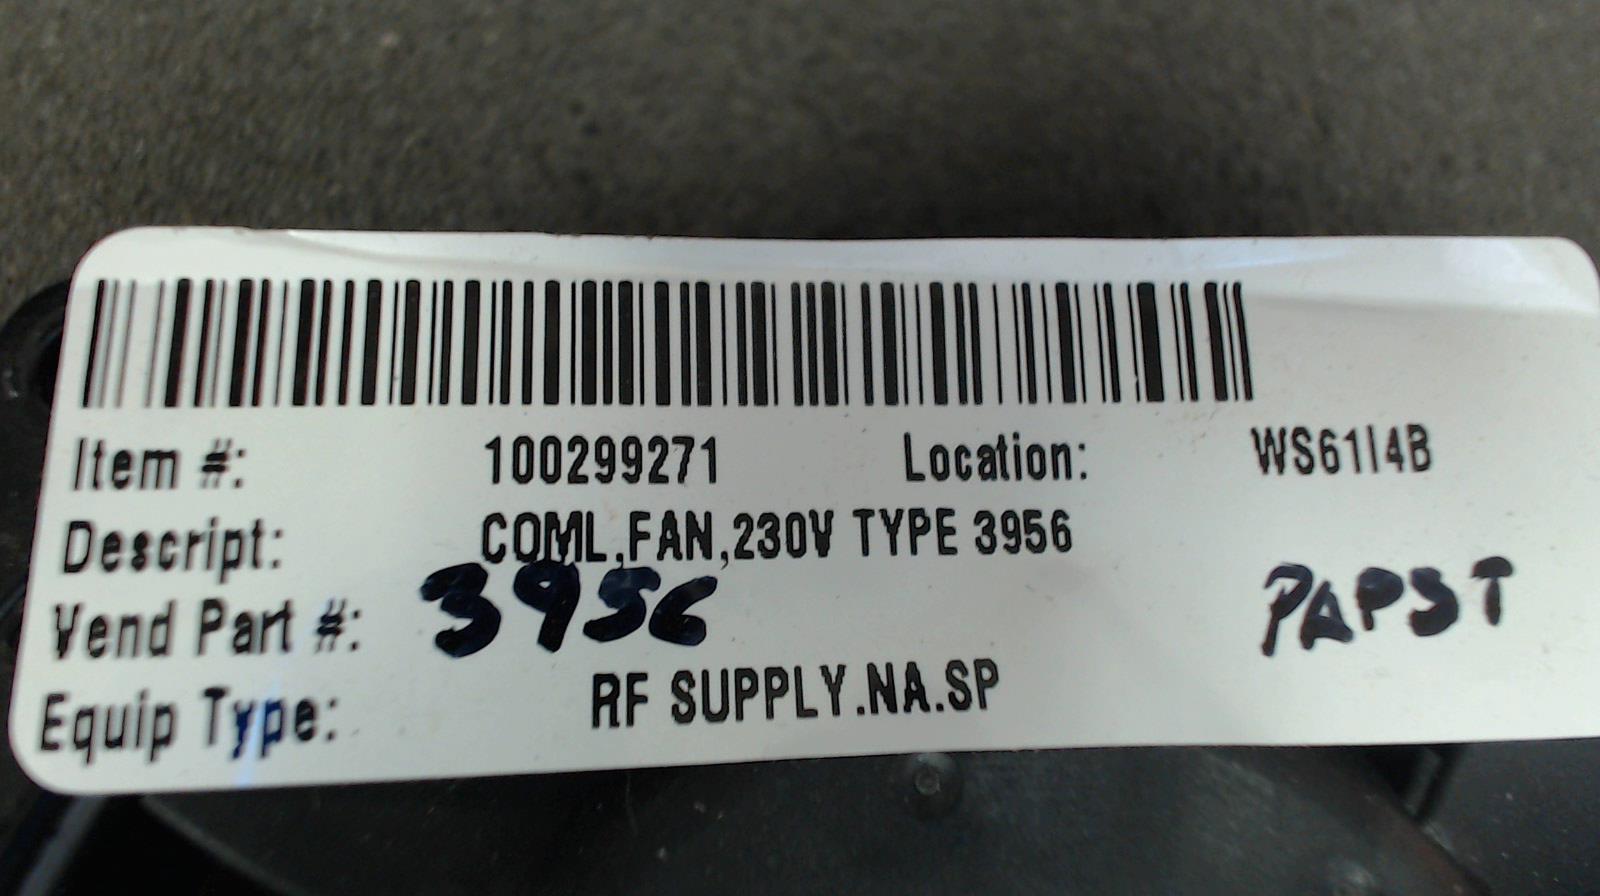 Item #: 100299271 Location: WS61I4B
Descript: COML,FAN,230V TYPE 3956
Vend Part #: 3956 PAPST
Equip Type: RF SUPPLY.NA.SP